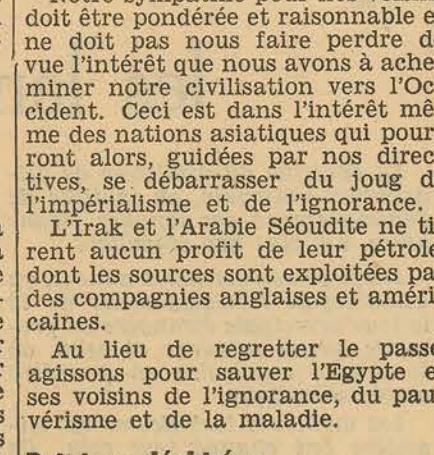 doit être pondérée et raisonnable e
ne doit pas nous faire perdre d
vue l'intérêt que nous avons à ache
miner notre civilisation vers l'Oc
cident. Ceci est dans l'intérêt mê
me des nations asiatiques qui pour
ront alors, guidées par nos direc
tives, se débarrasser du joug d
l'impérialisme et de l'ignorance.
L'Irak et l'Arabie Séoudite ne ti
rent aucun profit de leur pétrole
dont les sources sont exploitées pa
des compagnies anglaises et améri
caines.
Au lieu de regretter le passé
agissons pour sauver l'Egypte e
ses voisins de l'ignorance, du pau
vérisme et de la maladie.